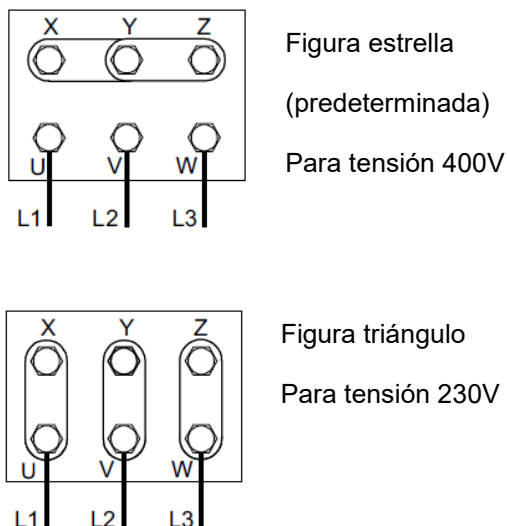 X Y Z
Figura estrella
(predeterminada)
Para tensión 400V
U V W
L1 L2 L3
X Y Z
Figura triángulo
Para tensión 230V
U V W
L1 L2 L3